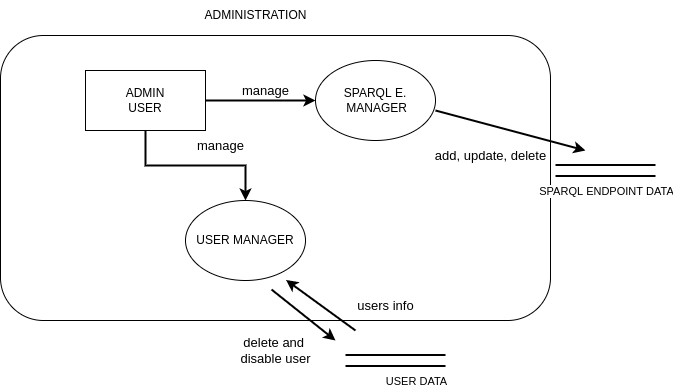 ADMINISTRATION
ADMIN
USER
manage
SPARQL E.
MANAGER
manage
add, update, delete
SPARQL ENDPOINT DATA
USER MANAGER
users info
delete and
disable user
USER DATA